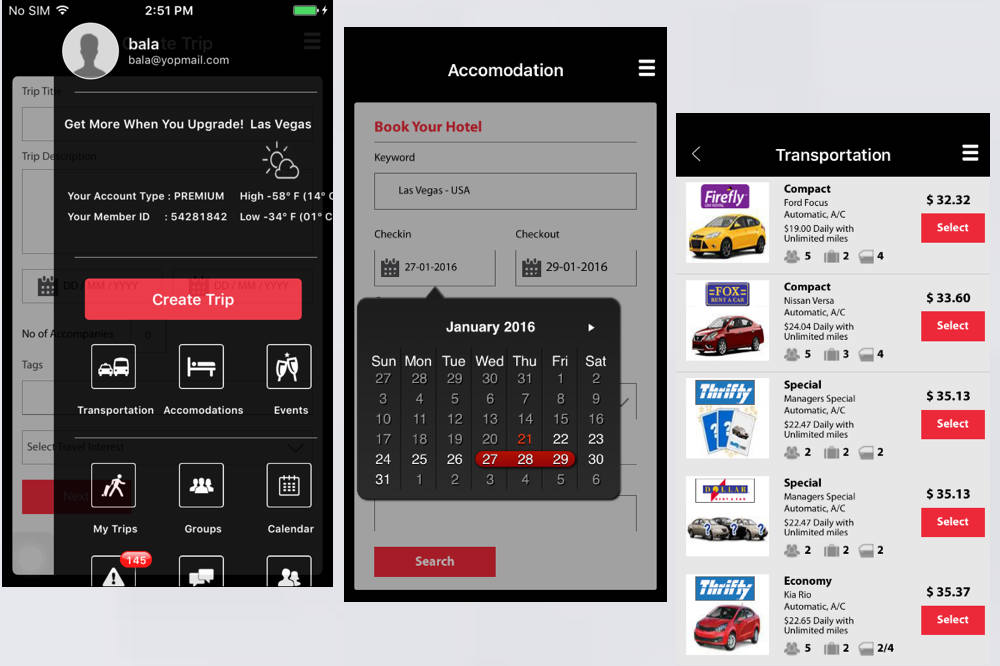 No SIM 2:51 PM
bala
Create Trip
bala@yopmail.com
Trip Title
Get More When You Upgrade! Las Vegas
Trip Description
Your Account Type : PREMIUM High -58° F (14° C
Your Member ID : 54281842 Low -34° F (01° C
DD / MM / YYYY DD / MM / YYYY
Create Trip
No of Accompanies 0
Tags
Transportation Accomodations Events
Select Travel Interest
Next
My Trips Groups Calendar
145
Accomodation
Book Your Hotel
Keyword
Las Vegas - USA
Checkin Checkout
27-01-2016 29-01-2016
January 2016
Sun Mon Tue Wed Thu Fri Sat
27 28 29 30 31 1 2
3 4 5 6 7 8 9
10 11 12 13 14 15 16
17 18 19 20 21 22 23
24 25 26 27 28 29 30
31 1 2 3 4 5 6
Search
Transportation
Firefly
CAR RENTAL
Compact
Ford Focus
Automatic, A/C
$19.00 Daily with
Unlimited miles
5 2 4
$ 32.32
Select
FOX
RENT A CAR
Compact
Nissan Versa
Automatic, A/C
$24.04 Daily with
Unlimited miles
5 3 4
$ 33.60
Select
Thrifty
Special
Managers Special
Automatic, A/C
$22.47 Daily with
Unlimited miles
2 2 2
$ 35.13
Select
? ?
DOLLAR
RENT A CAR
Special
Managers Special
Automatic, A/C
$22.47 Daily with
Unlimited miles
2 2 2
$ 35.13
Select
? ? ?
Thrifty
Economy
Kia Rio
Automatic, A/C
$22.65 Daily with
Unlimited miles
5 2 2/4
$ 35.37
Select